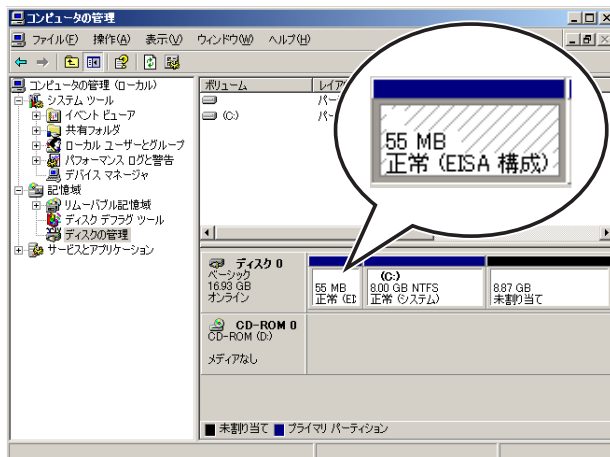 コンピュータの管理
ファイル(F) 操作(A) 表示(V) ウィンドウ(W) ヘルプ(H)
コンピュータの管理 (ローカル)
システム ツール
イベント ビューア
共有フォルダ
ローカル ユーザーとグループ
パフォーマンス ログと警告
デバイス マネージャ
記憶域
リムーバブル記憶域
ディスク デフラグ ツール
ディスクの管理
サービスとアプリケーション
ボリューム
(C:)
55 MB
正常 (EISA 構成)
ディスク 0
ベーシック
16.93 GB
オンライン
55 MB
正常 (EI
(C:)
8.00 GB NTFS
正常 (システム)
8.87 GB
未割り当て
CD-ROM 0
CD-ROM (D:)
メディアなし
未割り当て プライマリ パーティション